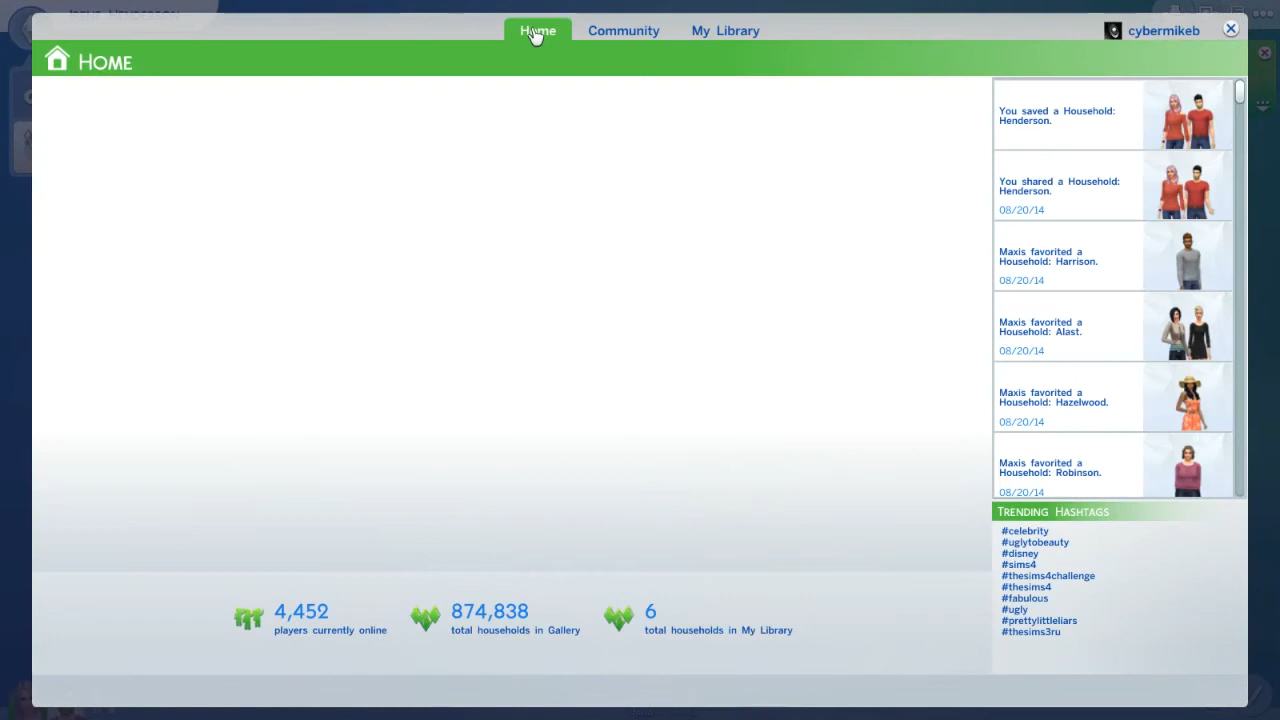 IRENE HENDERSON
Home
Community
My Library
cybermikeb
HOME
You saved a Household:
Henderson.
You shared a Household:
Henderson.
08/20/14
Maxis favorited a
Household: Harrison.
08/20/14
Maxis favorited a
Household: Alast.
08/20/14
Maxis favorited a
Household: Hazelwood.
08/20/14
Maxis favorited a
Household: Robinson.
08/20/14
TRENDING HASHTAGS
#celebrity
#uglytobeauty
#disney
#sims4
#thesims4challenge
#thesims4
#fabulous
#ugly
#prettylittleliars
#thesims3ru
4,452
players currently online
874,838
total households in Gallery
6
total households in My Library